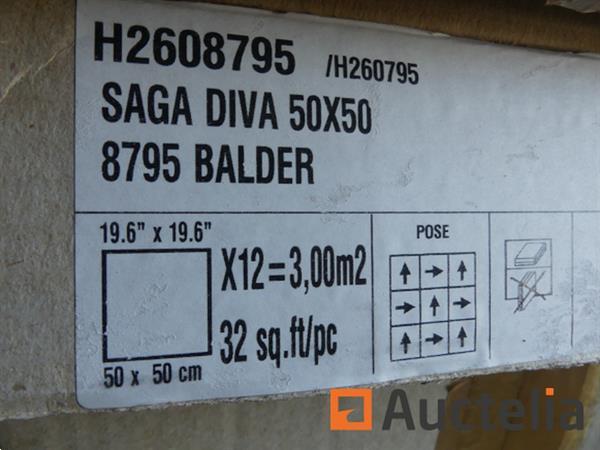 H2608795 /H260795
SAGA DIVA 50X50
8795 BALDER
19.6" x 19.6"
X12=3,00m2
32 sq.ft/pc
50 x 50 cm
POSE
Auctelia